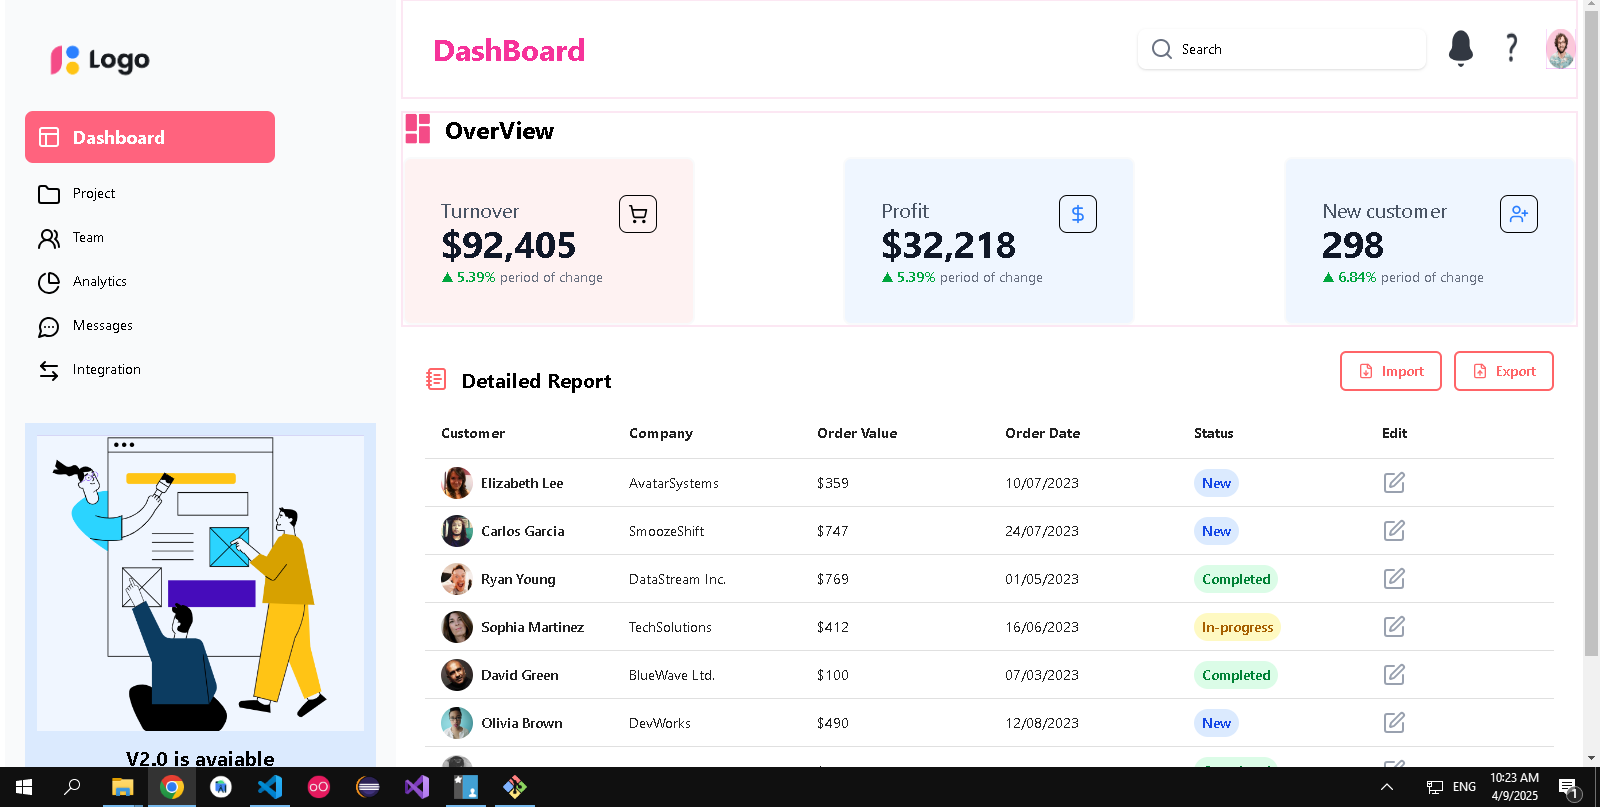 Logo
Dashboard
Project
Team
Analytics
Messages
Integration
V2.0 is avaiable
DashBoard
Search
OverView
Turnover
$92,405
▲ 5.39% period of change
Profit
$32,218
▲ 5.39% period of change
New customer
298
▲ 6.84% period of change
Detailed Report
Import
Export
Customer Company Order Value Order Date Status Edit
Elizabeth Lee AvatarSystems $359 10/07/2023 New
Carlos Garcia SmoozeShift $747 24/07/2023 New
Ryan Young DataStream Inc. $769 01/05/2023 Completed
Sophia Martinez TechSolutions $412 16/06/2023 In-progress
David Green BlueWave Ltd. $100 07/03/2023 Completed
Olivia Brown DevWorks $490 12/08/2023 New
ENG
10:23 AM
4/9/2025
1